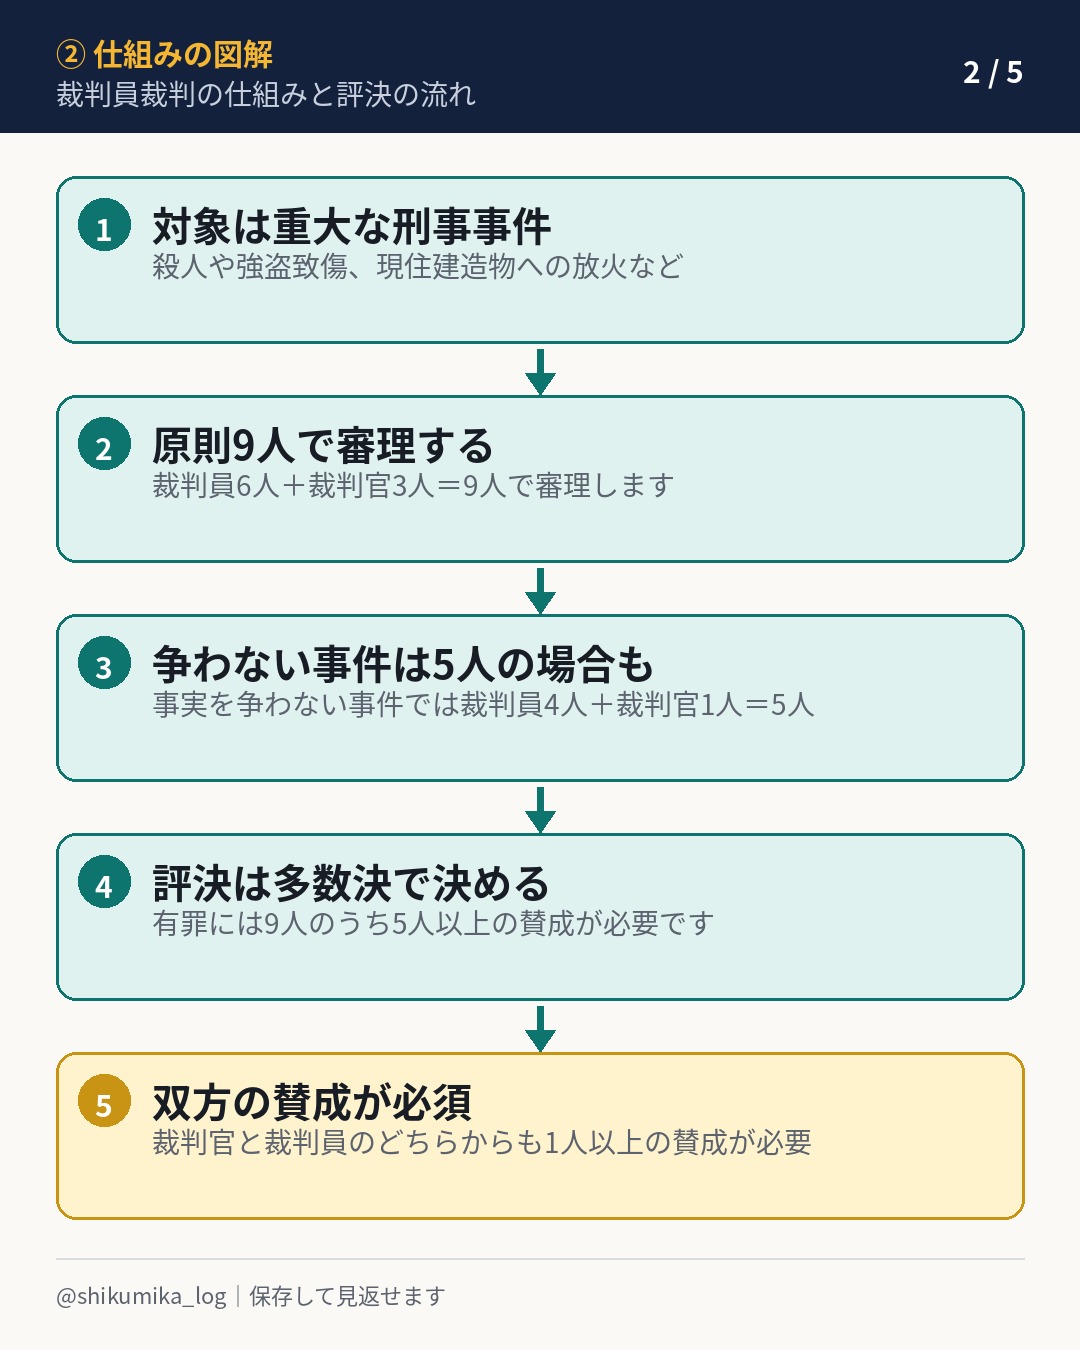 ② 仕組みの図解
裁判員裁判の仕組みと評決の流れ
2 / 5
1 対象は重大な刑事事件
殺人や強盗致傷、現住建造物への放火など
2 原則9人で審理する
裁判員6人＋裁判官3人＝9人で審理します
3 争わない事件は5人の場合も
事実を争わない事件では裁判員4人＋裁判官1人＝5人
4 評決は多数決で決める
有罪には9人のうち5人以上の賛成が必要です
5 双方の賛成が必須
裁判官と裁判員のどちらからも1人以上の賛成が必要
@shikumika_log｜保存して見返せます